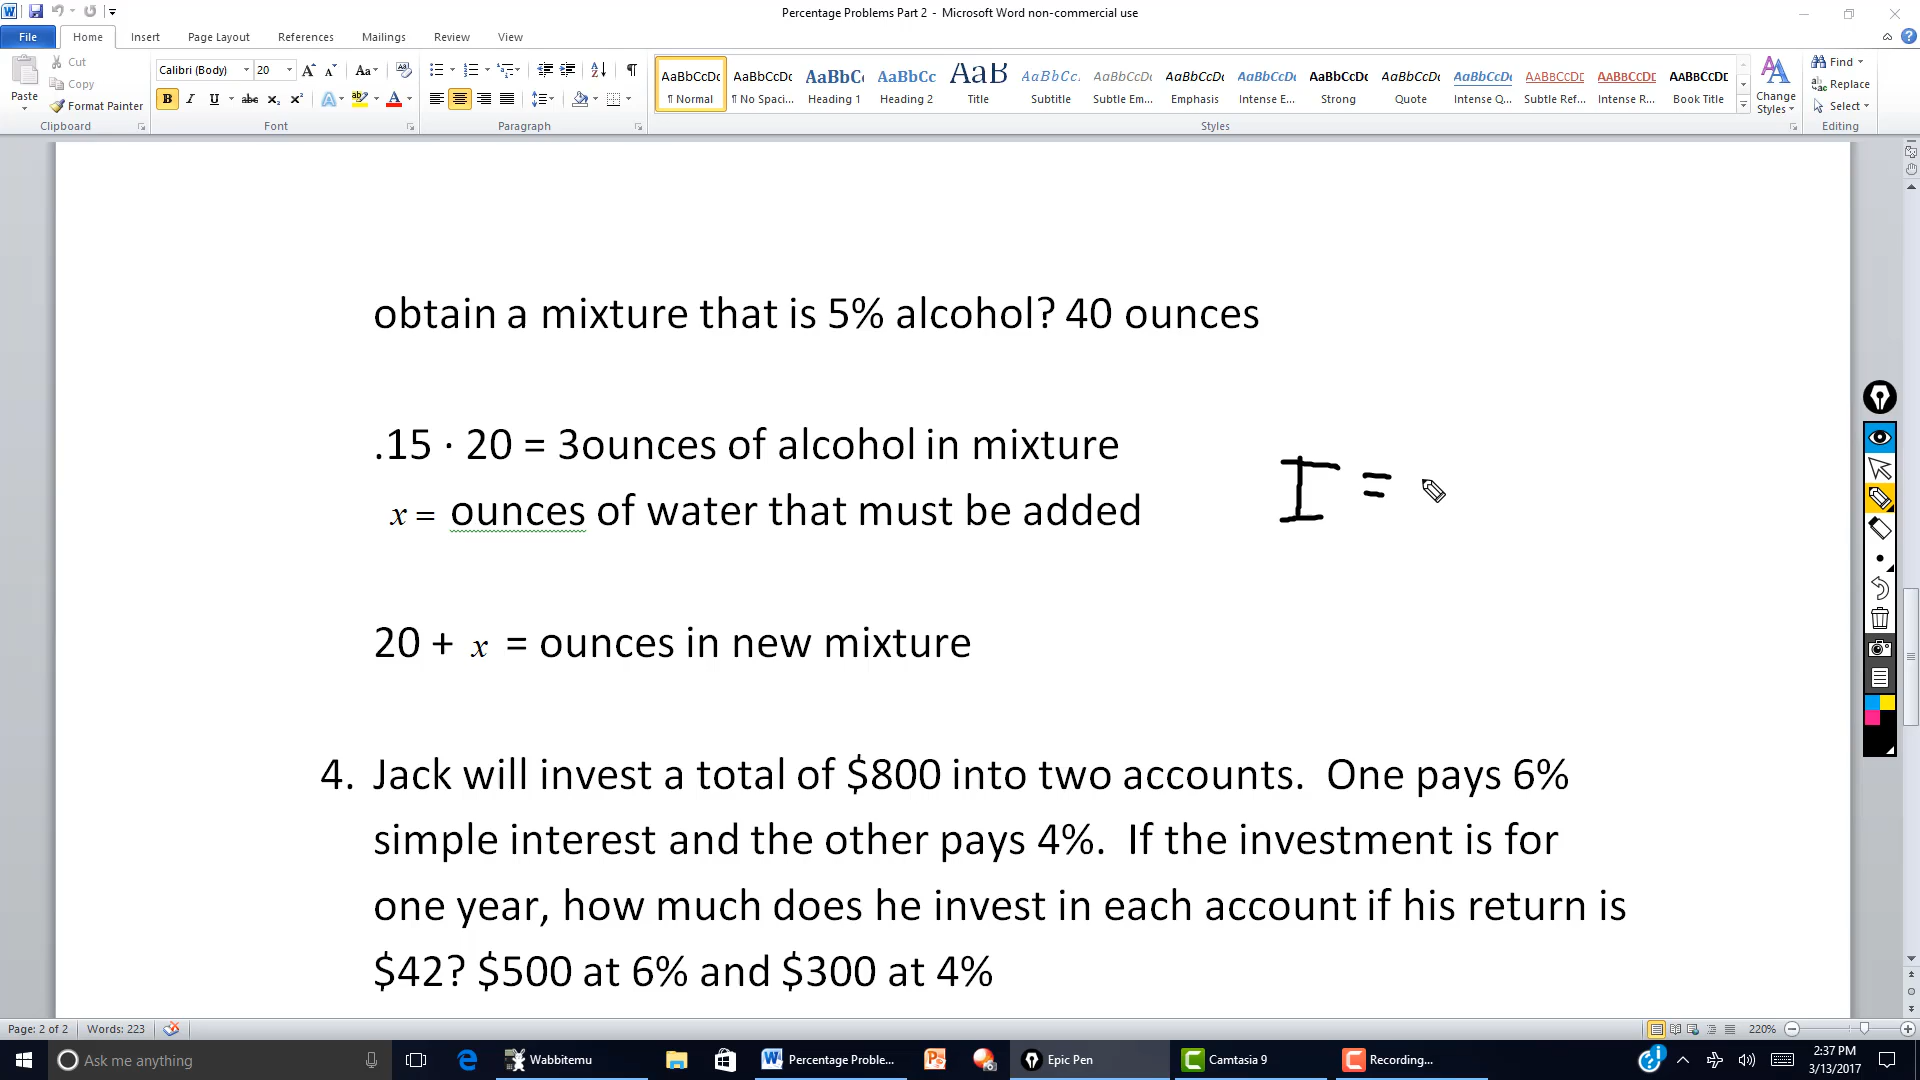 Percentage Problems Part 2 - Microsoft Word non-commercial use
File Home Insert Page Layout References Mailings Review View
Paste
Cut
Copy
Format Painter
Clipboard
Calibri (Body) 20
Font
Paragraph
AaBbCcDc AaBbCcDc AaBbCc AaBbCc AaB AaBbCc. AaBbCcDc AaBbCcDc AaBbCcDc AaBbCcDc AaBbCcDc AaBbCcDc AaBbCcDc AaBbCcDc AaBbCcDc
¶ Normal ¶ No Spaci... Heading 1 Heading 2 Title Subtitle Subtle Em... Emphasis Intense E... Strong Quote Intense Q... Subtle Ref... Intense R... Book Title
Styles
Change Styles
Find
Replace
Select
Editing
obtain a mixture that is 5% alcohol? 40 ounces
.15 · 20 = 3ounces of alcohol in mixture
x = ounces of water that must be added
I =
20 + x = ounces in new mixture
4. Jack will invest a total of $800 into two accounts. One pays 6%
simple interest and the other pays 4%. If the investment is for
one year, how much does he invest in each account if his return is
$42? $500 at 6% and $300 at 4%
Page: 2 of 2 Words: 223 220%
Ask me anything Wabbitemu Percentage Proble... Epic Pen Camtasia 9 Recording...
2:37 PM
3/13/2017